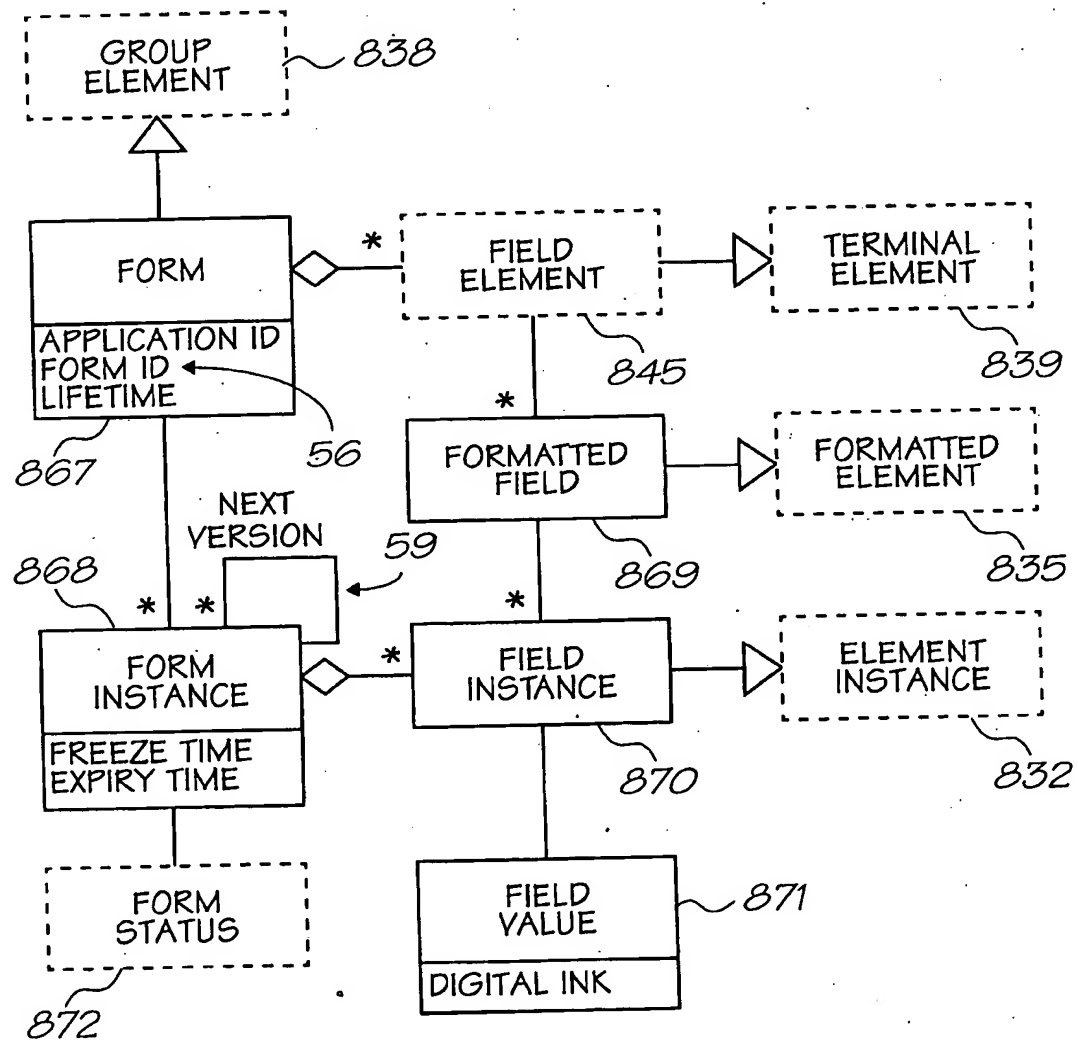 GROUP
ELEMENT
838
FORM
*
FIELD
ELEMENT
TERMINAL
ELEMENT
APPLICATION ID
FORM ID
LIFETIME
845
839
867
56
*
FORMATTED
FIELD
FORMATTED
ELEMENT
NEXT
VERSION
59
869
835
868
*
*
*
FORM
INSTANCE
*
FIELD
INSTANCE
ELEMENT
INSTANCE
FREEZE TIME
EXPIRY TIME
870
832
FORM
STATUS
FIELD
VALUE
871
DIGITAL INK
872